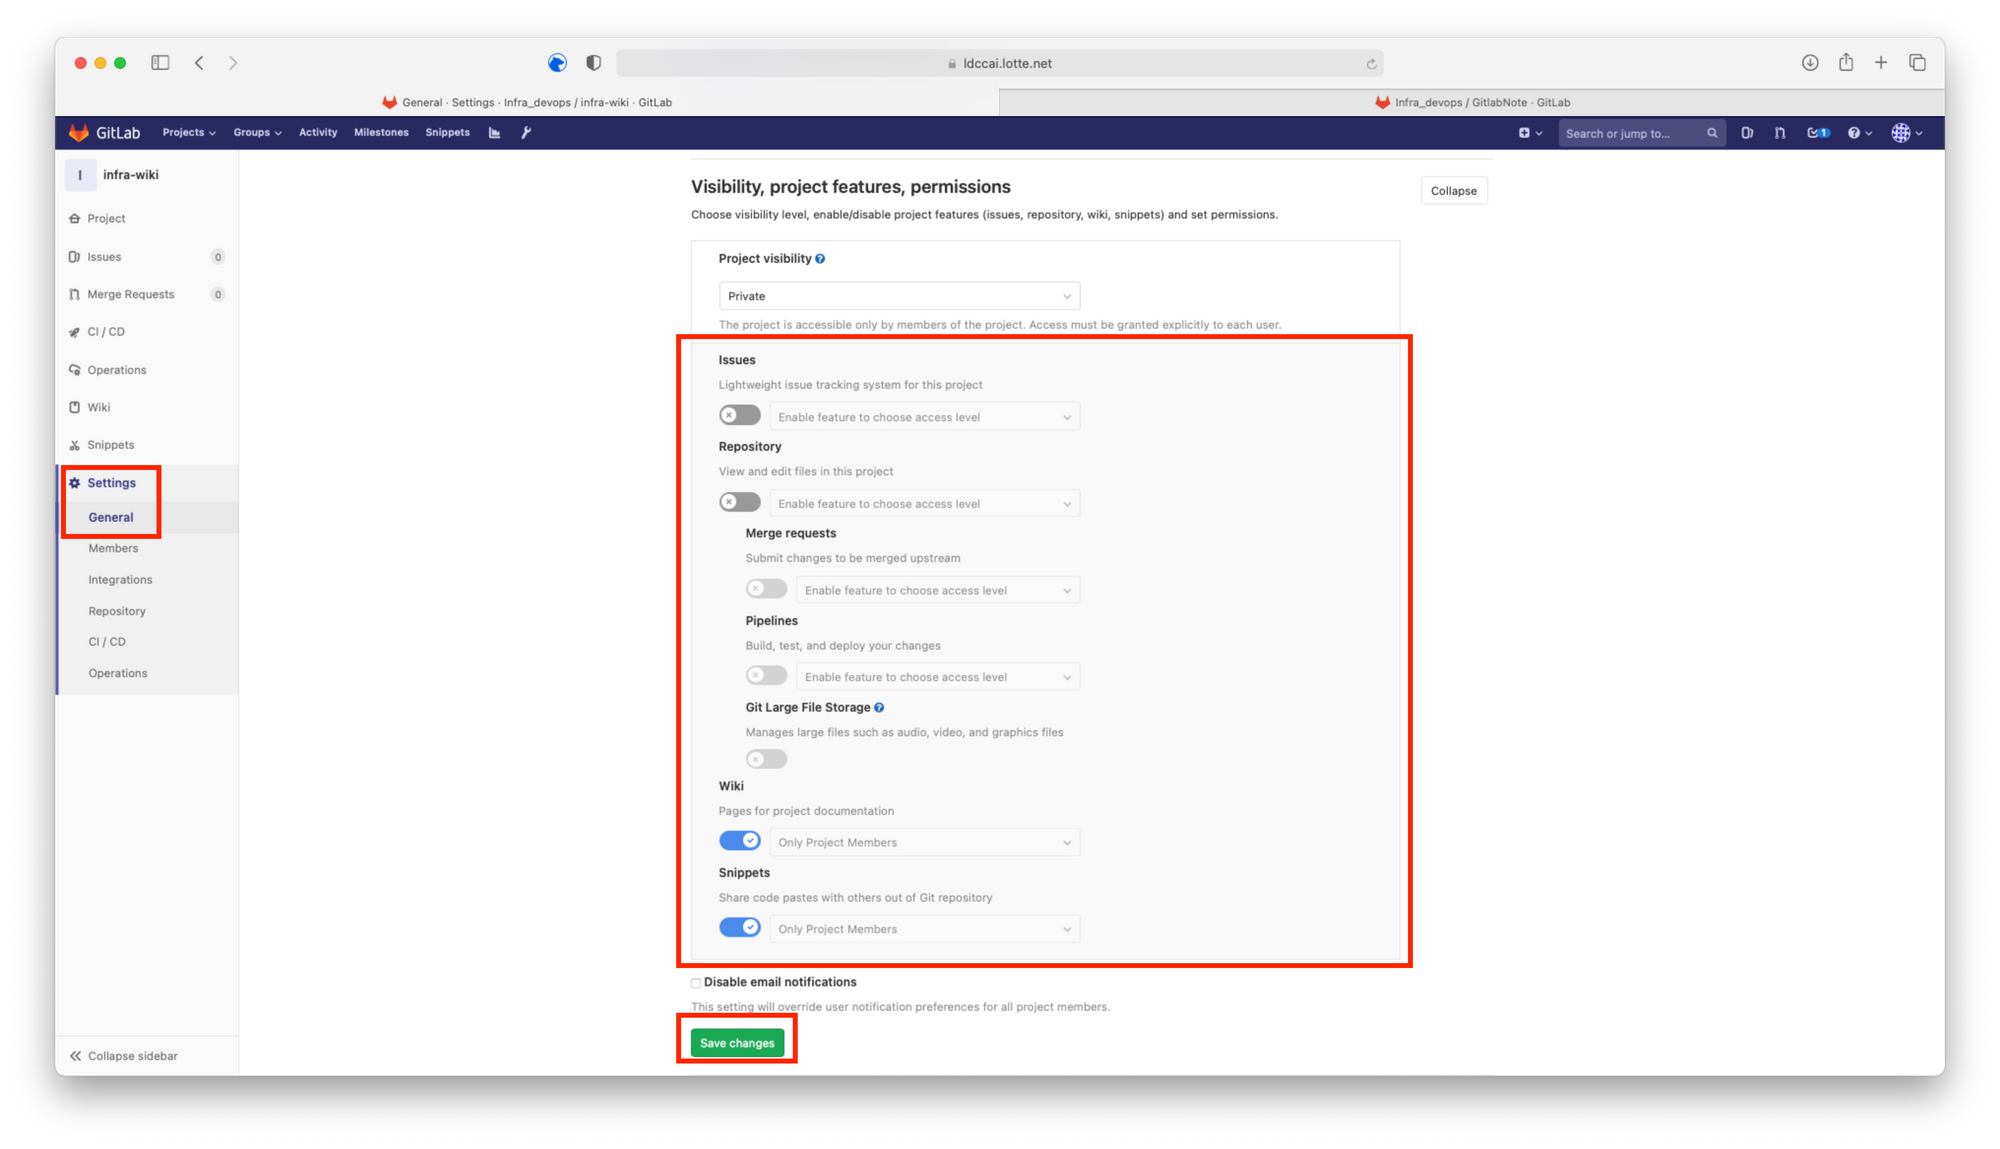 ldccai.lotte.net
General · Settings · Infra_devops / infra-wiki · GitLab
Infra_devops / GitlabNote · GitLab
GitLab Projects Groups Activity Milestones Snippets
Search or jump to...
1
I infra-wiki
Project
Issues 0
Merge Requests 0
CI / CD
Operations
Wiki
Snippets
Settings
General
Members
Integrations
Repository
CI / CD
Operations
Collapse sidebar
Visibility, project features, permissions
Collapse
Choose visibility level, enable/disable project features (issues, repository, wiki, snippets) and set permissions.
Project visibility
Private
The project is accessible only by members of the project. Access must be granted explicitly to each user.
Issues
Lightweight issue tracking system for this project
Enable feature to choose access level
Repository
View and edit files in this project
Enable feature to choose access level
Merge requests
Submit changes to be merged upstream
Enable feature to choose access level
Pipelines
Build, test, and deploy your changes
Enable feature to choose access level
Git Large File Storage
Manages large files such as audio, video, and graphics files
Wiki
Pages for project documentation
Only Project Members
Snippets
Share code pastes with others out of Git repository
Only Project Members
Disable email notifications
This setting will override user notification preferences for all project members.
Save changes